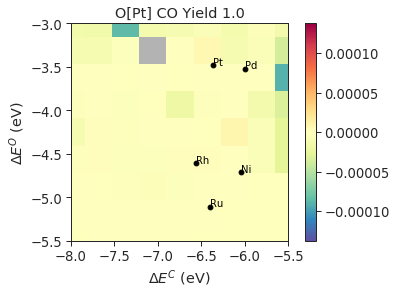 O[Pt] CO Yield 1.0
−3.0
−3.5
−4.0
−4.5
−5.0
−5.5
ΔE^O (eV)
Pt
Pd
Rh
Ni
Ru
−8.0 −7.5 −7.0 −6.5 −6.0 −5.5
ΔE^C (eV)
0.00010
0.00005
0.00000
−0.00005
−0.00010